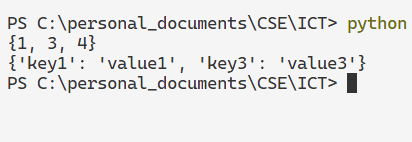 PS C:\personal_documents\CSE\ICT> python
{1, 3, 4}
{'key1': 'value1', 'key3': 'value3'}
PS C:\personal_documents\CSE\ICT>